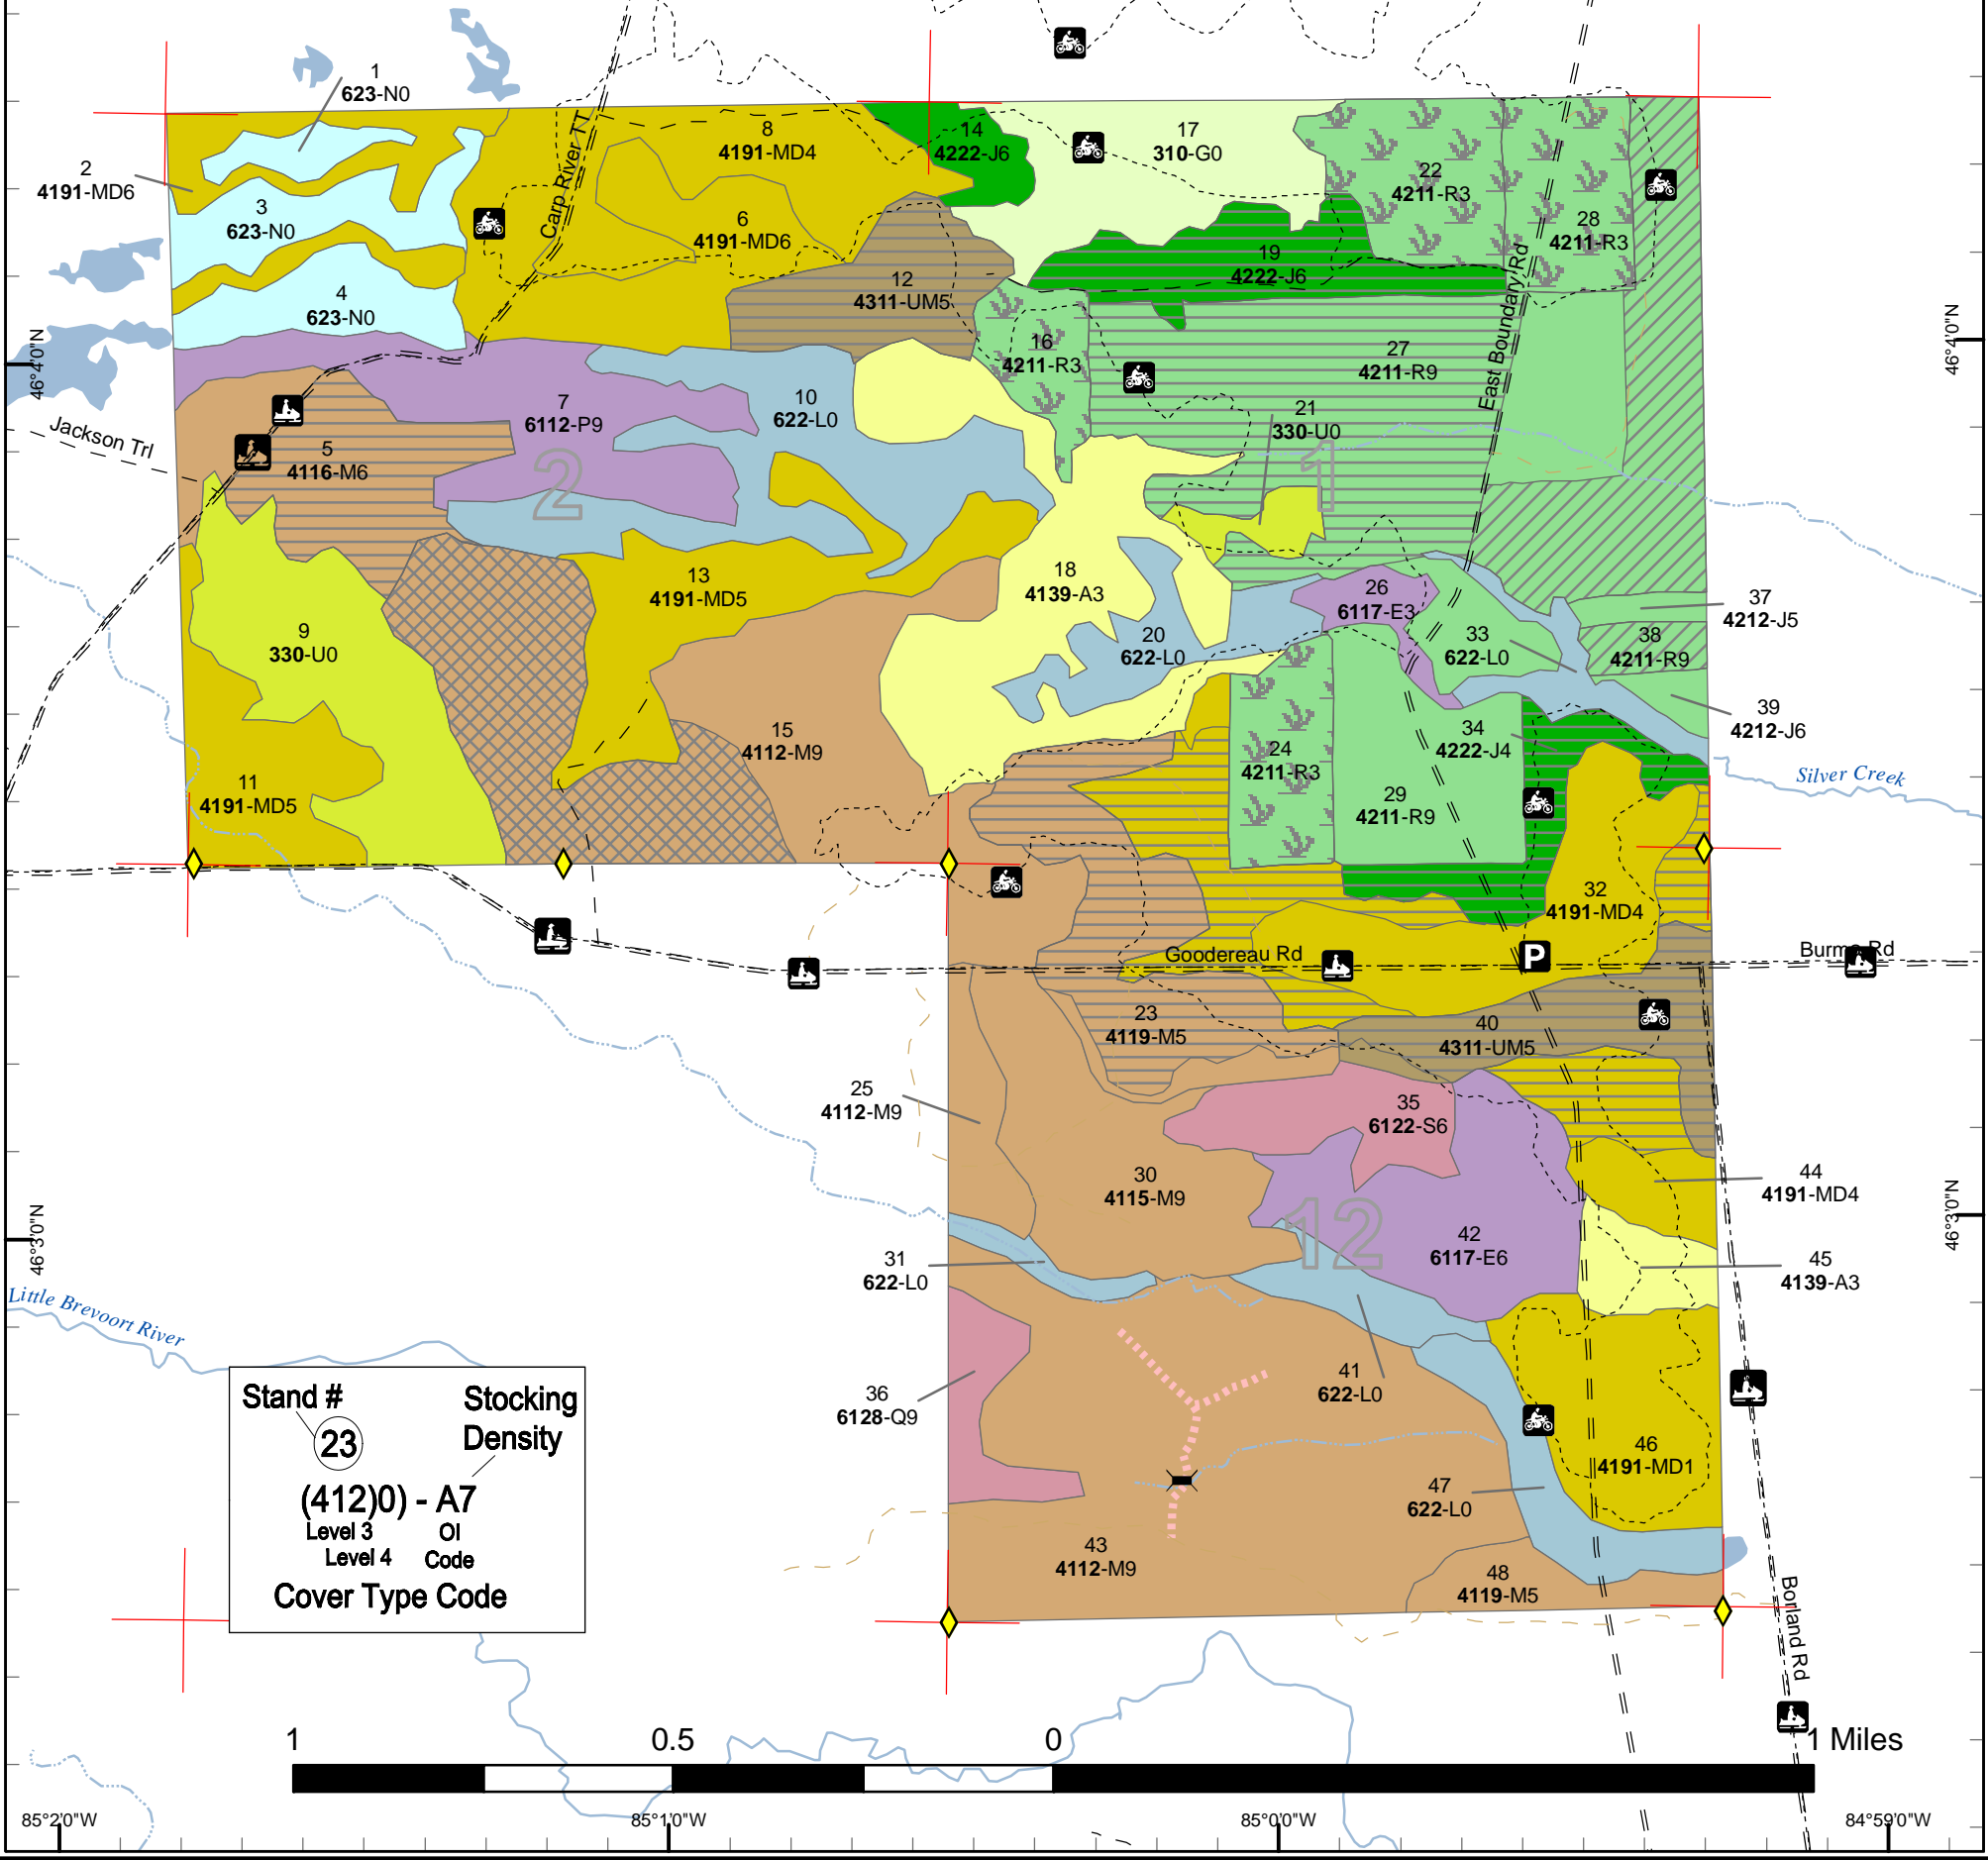 1
623-N0
2
4191-MD6
3
623-N0
4
623-N0
Carp River TT
8
4191-MD4
6
4191-MD6
14
4222-J6
17
310-G0
22
4211-R3
28
4211-R3
12
4311-UM5
19
4222-J6
16
4211-R3
27
4211-R9
East Boundary Rd
46°4'0"N
46°4'0"N
Jackson Trl
5
4116-M6
7
6112-P9
10
622-L0
21
330-U0
2
1
13
4191-MD5
18
4139-A3
9
330-U0
20
622-L0
26
6117-E3
33
622-L0
37
4212-J5
38
4211-R9
39
4212-J6
15
4112-M9
24
4211-R3
34
4222-J4
29
4211-R9
Silver Creek
11
4191-MD5
32
4191-MD4
Goodereau Rd
P
Burma Rd
23
4119-M5
40
4311-UM5
25
4112-M9
35
6122-S6
30
4115-M9
44
4191-MD4
12
42
6117-E6
31
622-L0
45
4139-A3
46°3'0"N
46°3'0"N
Little Brevoort River
36
6128-Q9
41
622-L0
46
4191-MD1
47
622-L0
43
4112-M9
48
4119-M5
Borland Rd
Stand #
Stocking
Density
23
(412)0) - A7
Level 3
OI
Level 4
Code
Cover Type Code
1
0.5
0
1 Miles
85°2'0"W
85°1'0"W
85°0'0"W
84°59'0"W